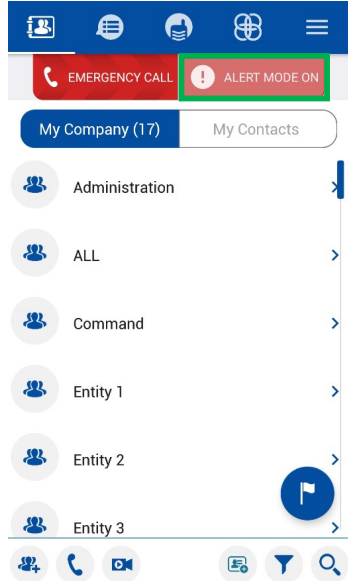 EMERGENCY CALL
ALERT MODE ON
My Company (17)
My Contacts
Administration
ALL
Command
Entity 1
Entity 2
Entity 3